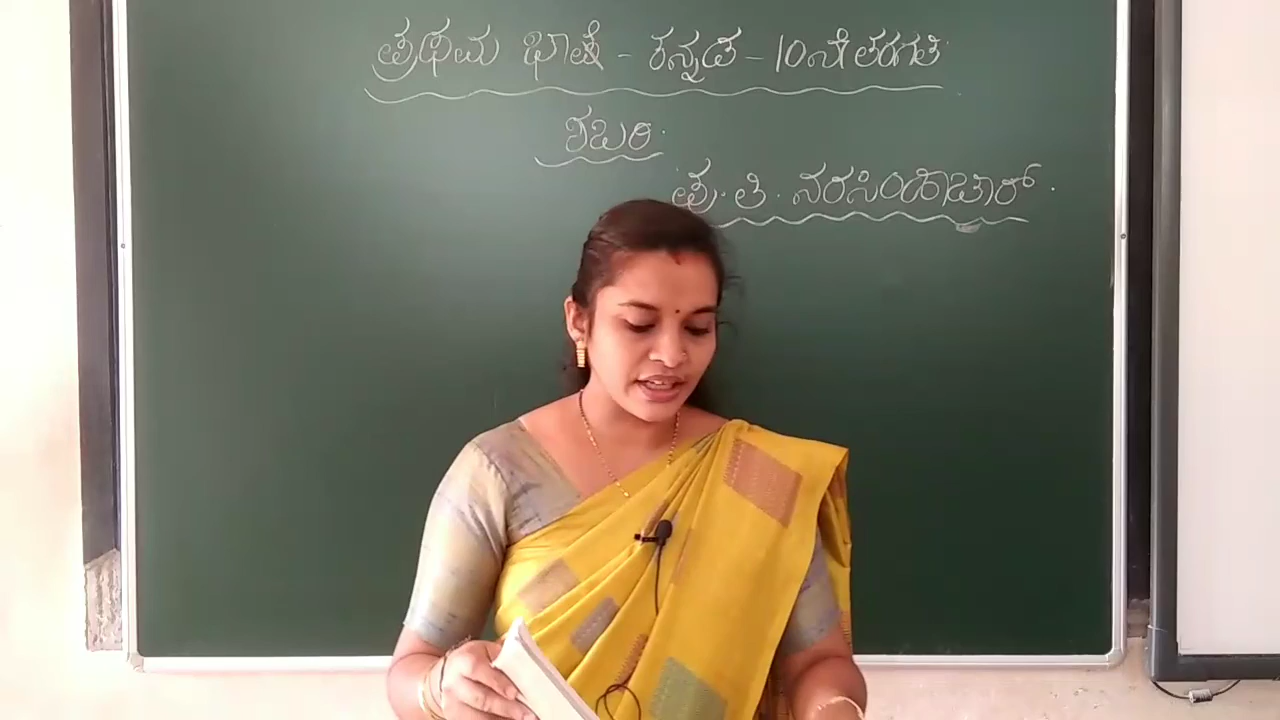 ಪ್ರಥಮ ಭಾಷೆ - ಕನ್ನಡ - 10ನೇ ತರಗತಿ
ಶಬರಿ.
ಪು. ತಿ. ನರಸಿಂಹಾಚಾರ್.